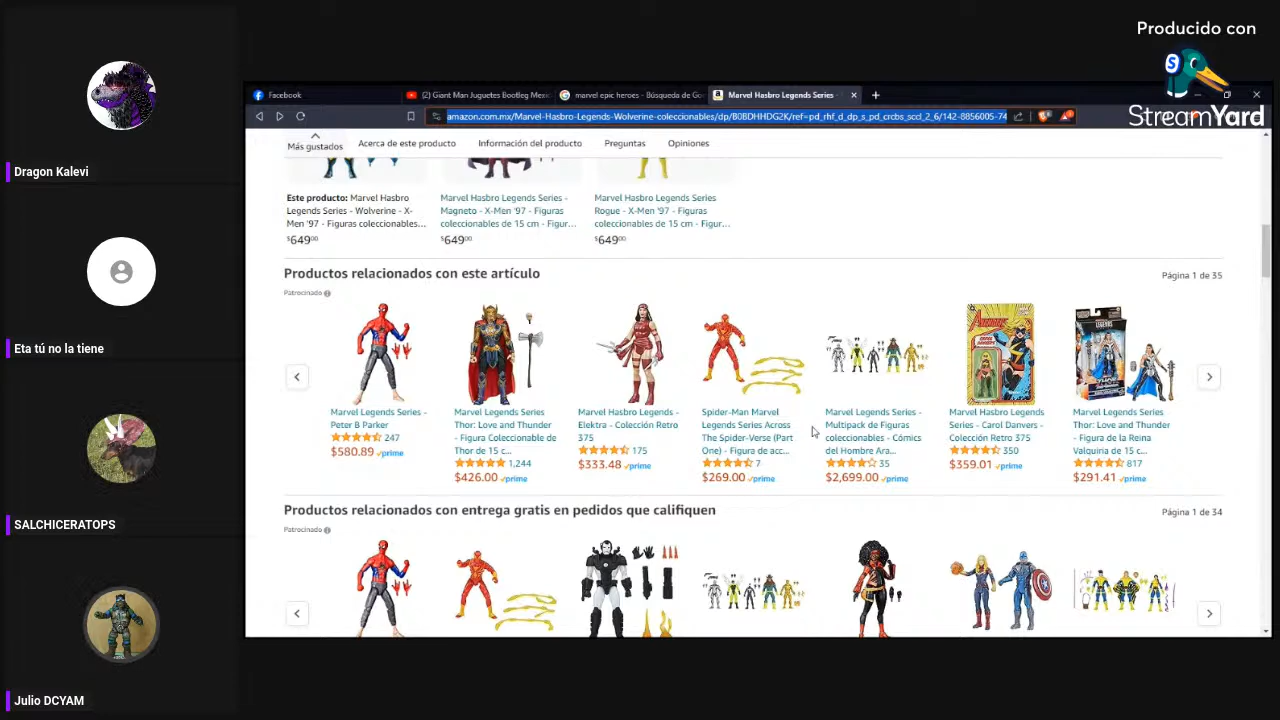 Producido con
StreamYard
Dragon Kalevi
Eta tú no la tiene
SALCHICERATOPS
Julio DCYAM
Facebook
(2) Giant Man Juguetes Bootleg Mexi
marvel epic heroes - Búsqueda de Go
Marvel Hasbro Legends Series -
amazon.com.mx/Marvel-Hasbro-Legends-Wolverine-coleccionables/dp/B0BDHHDG2K/ref=pd_rhf_d_dp_s_pd_crcbs_sccl_2_6/142-8856005-74
Más gustados
Acerca de este producto
Información del producto
Preguntas
Opiniones
Este producto: Marvel Hasbro
Legends Series - Wolverine - X-
Men '97 - Figuras coleccionables...
$649.00
Marvel Hasbro Legends Series -
Magneto - X-Men '97 - Figuras
coleccionables de 15 cm - Figur...
$649.00
Marvel Hasbro Legends Series
Rogue - X-Men '97 - Figuras
coleccionables de 15 cm - Figur...
$649.00
Productos relacionados con este artículo
Página 1 de 35
Patrocinado
Marvel Legends Series -
Peter B Parker
247
$580.89 prime
Marvel Legends Series
Thor: Love and Thunder
- Figura Coleccionable de
Thor de 15 c...
1,244
$426.00 prime
Marvel Hasbro Legends -
Elektra - Colección Retro
375
175
$333.48 prime
Spider-Man Marvel
Legends Series Across
The Spider-Verse (Part
One) - Figura de acc...
7
$269.00 prime
Marvel Legends Series -
Multipack de Figuras
coleccionables - Cómics
del Hombre Ara...
35
$2,699.00 prime
Marvel Hasbro Legends
Series - Carol Danvers -
Colección Retro 375
350
$359.01 prime
Marvel Legends Series
Thor: Love and Thunder
- Figura de la Reina
Valquiria de 15 c...
817
$291.41 prime
Productos relacionados con entrega gratis en pedidos que califiquen
Página 1 de 34
Patrocinado